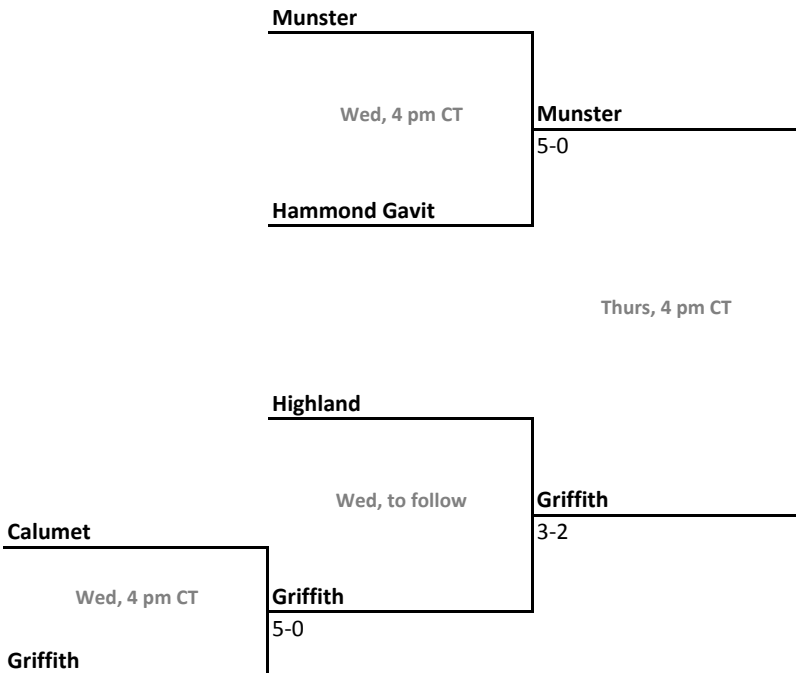 Munster
Wed, 4 pm CT
Munster
5-0
Hammond Gavit
Thurs, 4 pm CT
Highland
Wed, to follow
Griffith
3-2
Calumet
Wed, 4 pm CT
Griffith
5-0
Griffith